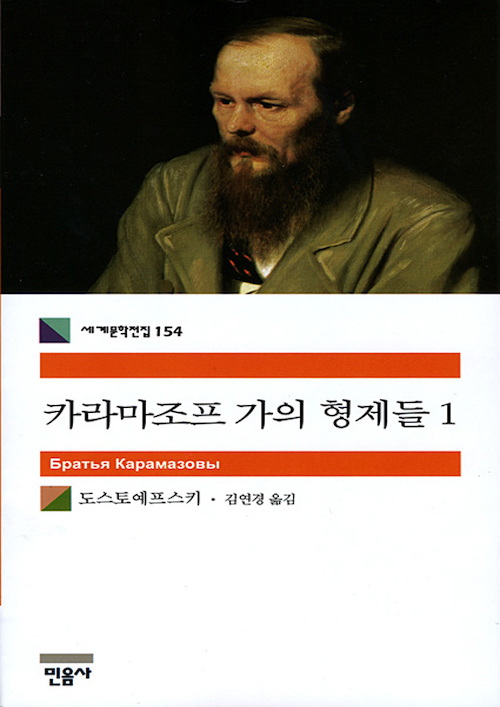 세계문학전집 154
카라마조프 가의 형제들 1
Братья Карамазовы
도스토예프스키 · 김연경 옮김
민음사